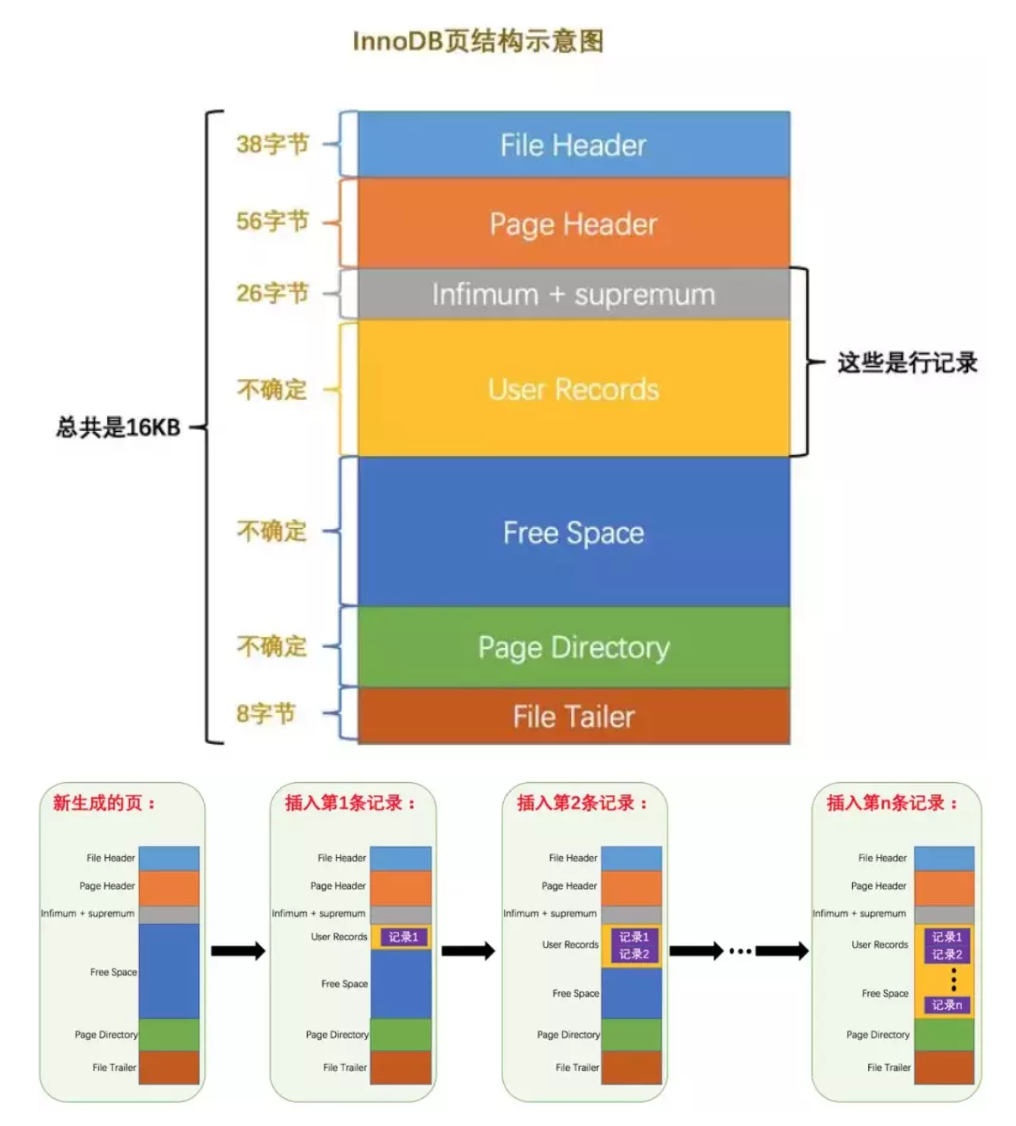 InnoDB页结构示意图
38字节
File Header
56字节
Page Header
26字节
Infimum + supremum
不确定
User Records
这些是行记录
总共是16KB
不确定
Free Space
不确定
Page Directory
8字节
File Tailer
新生成的页：
File Header
Page Header
Infimum + supremum
Free Space
Page Directory
File Trailer
插入第1条记录：
File Header
Page Header
Infimum + supremum
User Records
记录1
Free Space
Page Directory
File Trailer
插入第2条记录：
File Header
Page Header
Infimum + supremum
User Records
记录1
记录2
Free Space
Page Directory
File Trailer
插入第n条记录：
File Header
Page Header
Infimum + supremum
User Records
记录1
记录2
Free Space
记录n
Page Directory
File Trailer